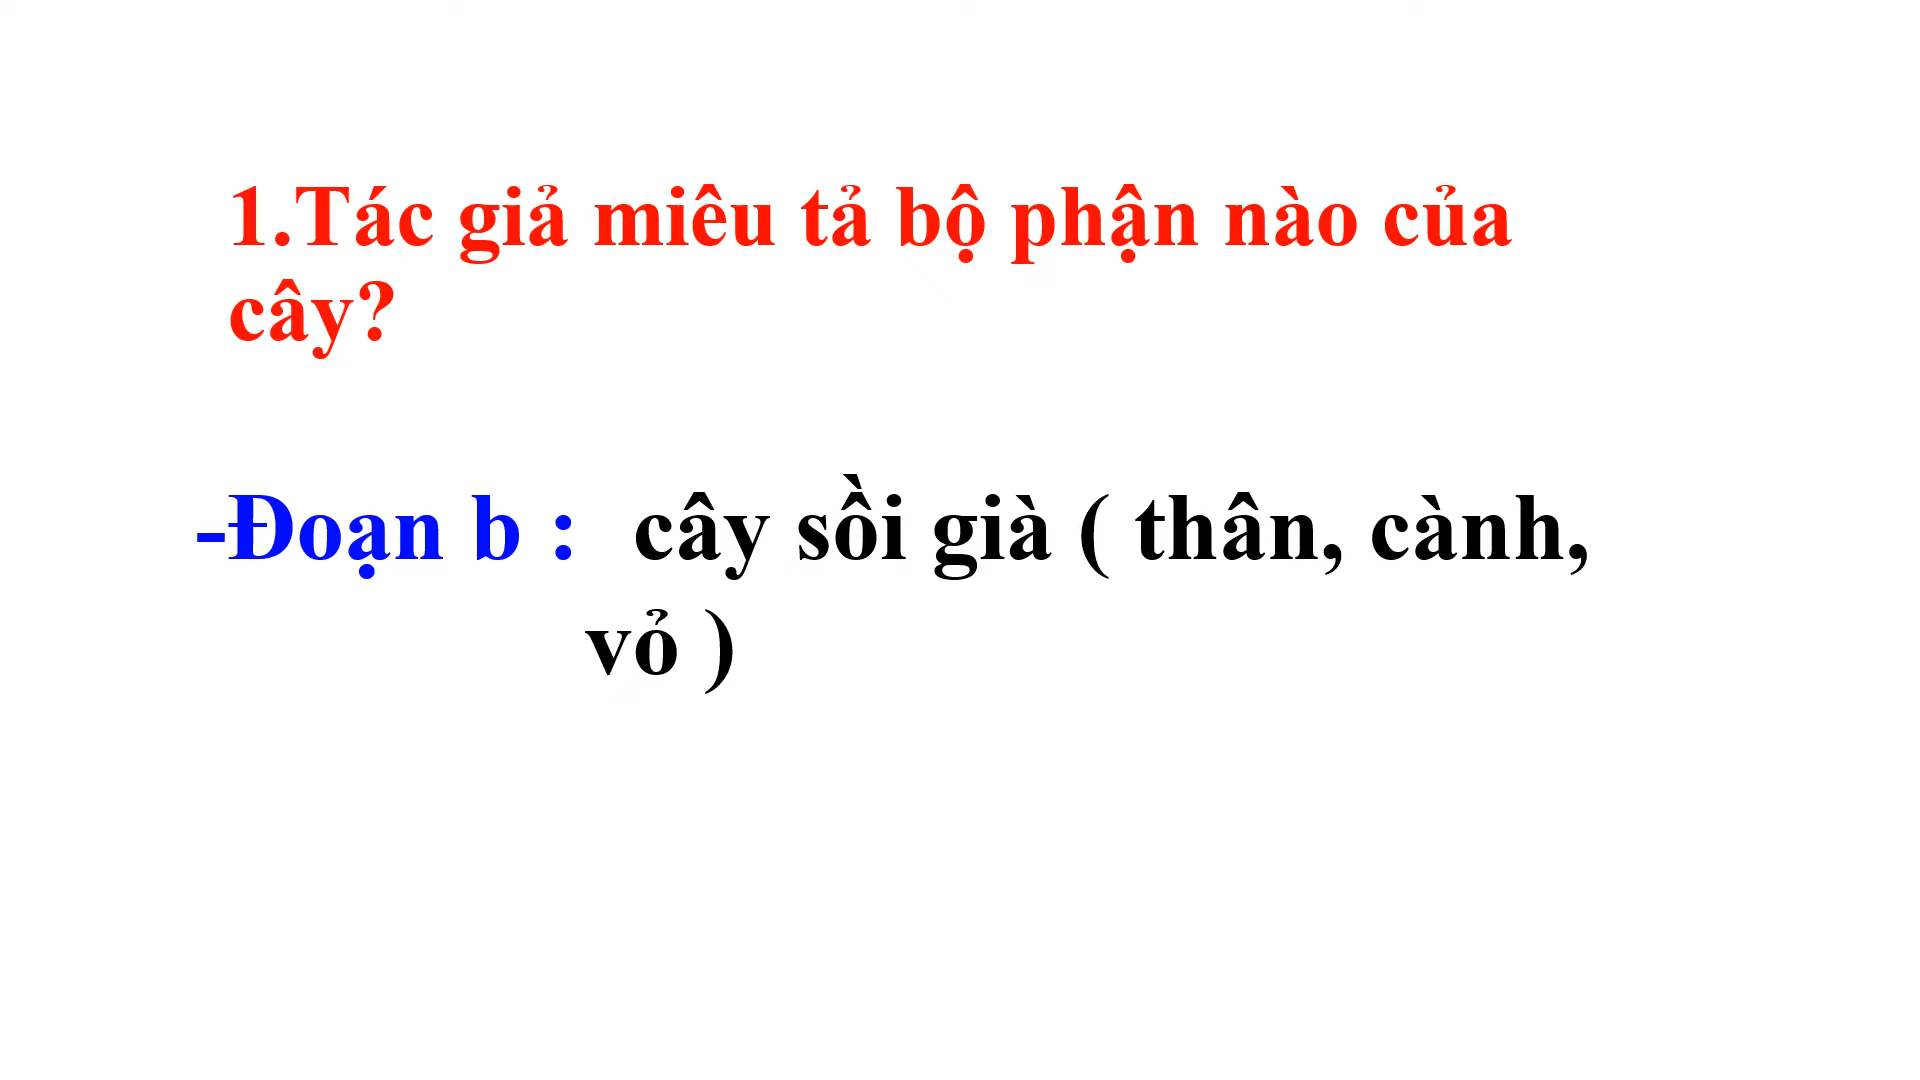 1.Tác giả miêu tả bộ phận nào của
cây?
-Đoạn b :  cây sồi già ( thân, cành,
vỏ )